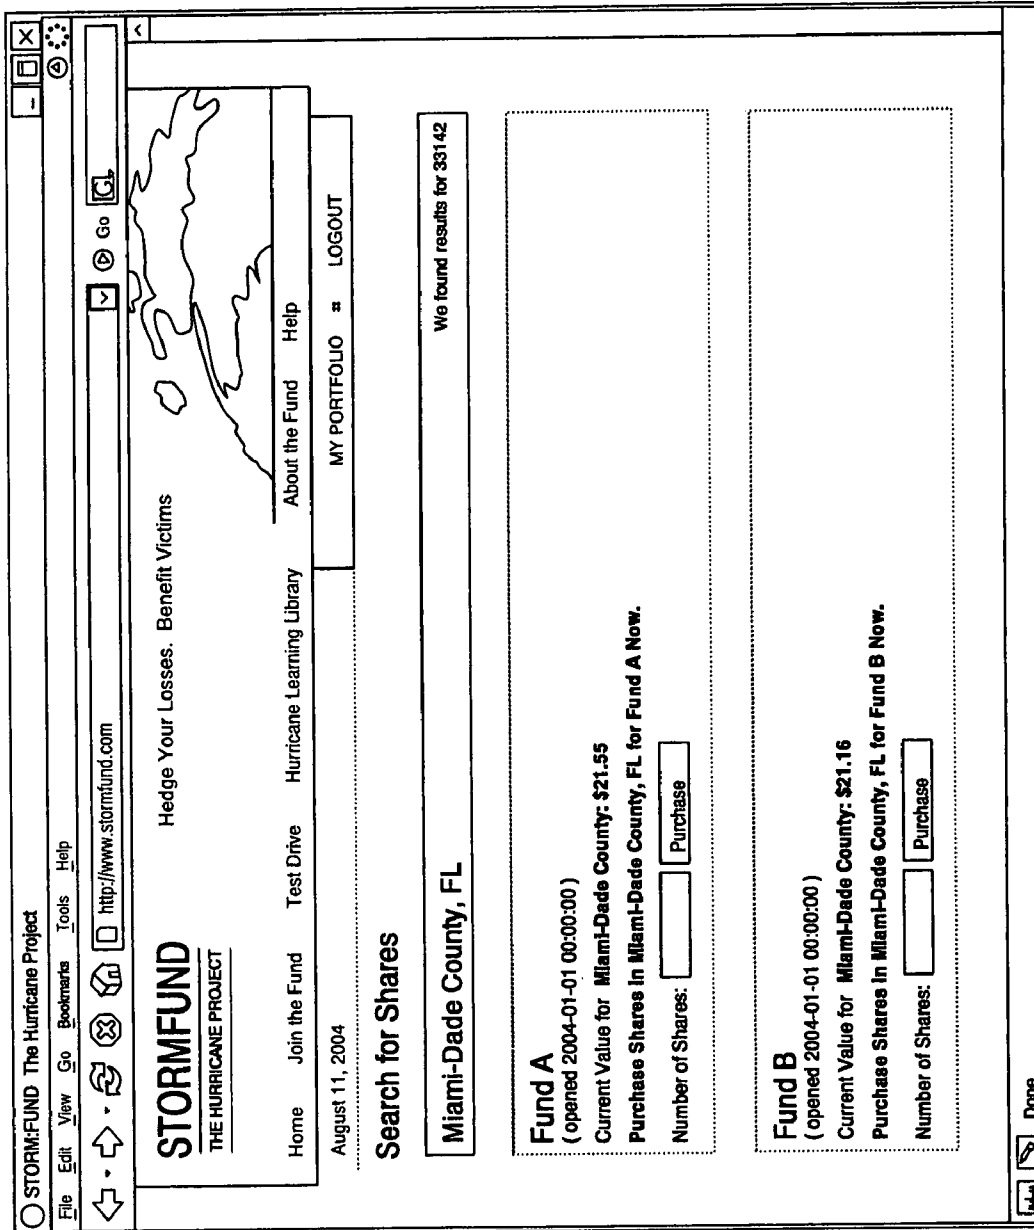 STORM:FUND The Hurricane Project
File Edit View Go Bookmarks Tools Help
http://www.stormfund.com Go
STORMFUND Hedge Your Losses. Benefit Victims
THE HURRICANE PROJECT
Home Join the Fund Test Drive Hurricane Learning Library About the Fund Help
August 11, 2004 MY PORTFOLIO :: LOGOUT
Search for Shares
Miami-Dade County, FL We found results for 33142
Fund A
(opened 2004-01-01 00:00:00)
Current Value for Miami-Dade County: $21.55
Purchase Shares in Miami-Dade County, FL for Fund A Now.
Number of Shares: Purchase
Fund B
(opened 2004-01-01 00:00:00)
Current Value for Miami-Dade County: $21.16
Purchase Shares in Miami-Dade County, FL for Fund B Now.
Number of Shares: Purchase
Done